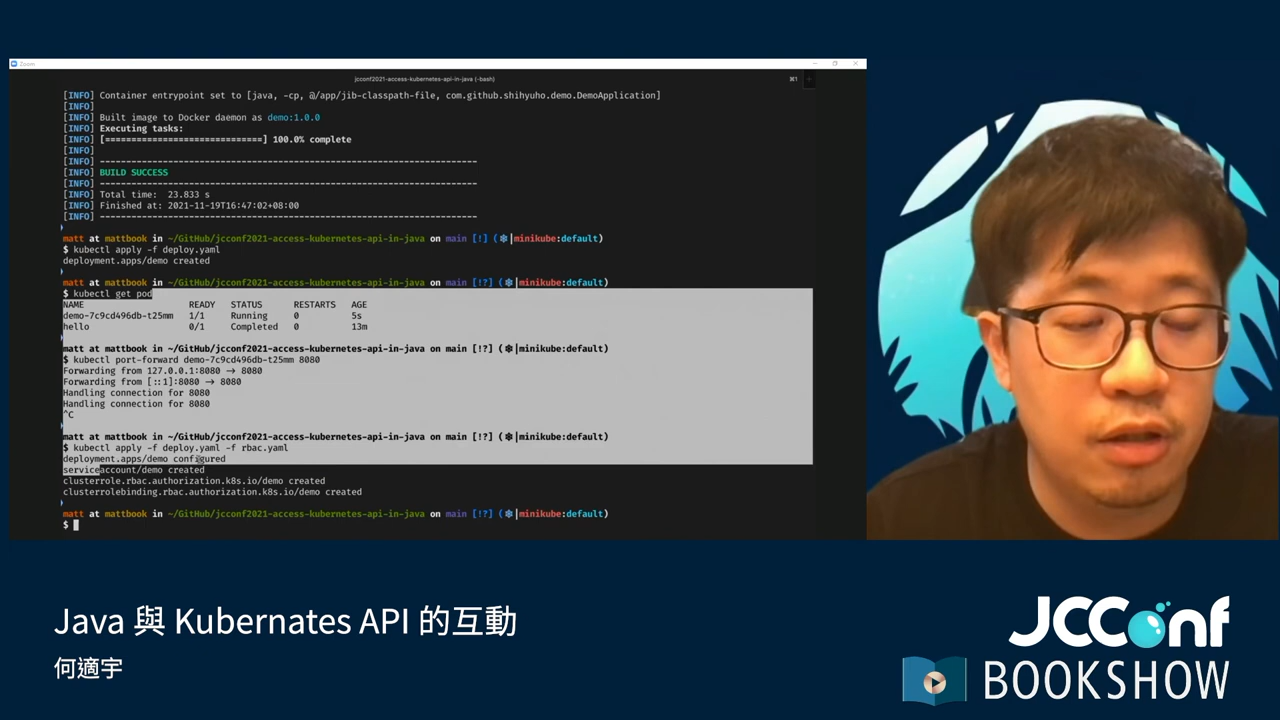 Zoom
jcconf2021-access-kubernetes-api-in-java (-bash)
⌘1
[INFO] Container entrypoint set to [java, -cp, @/app/jib-classpath-file, com.github.shihyuho.demo.DemoApplication]
[INFO]
[INFO] Built image to Docker daemon as demo:1.0.0
[INFO] Executing tasks:
[INFO] [==============================] 100.0% complete
[INFO]
[INFO] ------------------------------------------------------------------------
[INFO] BUILD SUCCESS
[INFO] ------------------------------------------------------------------------
[INFO] Total time:  23.833 s
[INFO] Finished at: 2021-11-19T16:47:02+08:00
[INFO] ------------------------------------------------------------------------
matt at mattbook in ~/GitHub/jcconf2021-access-kubernetes-api-in-java on main [!] (☸|minikube:default)
$ kubectl apply -f deploy.yaml
deployment.apps/demo created
matt at mattbook in ~/GitHub/jcconf2021-access-kubernetes-api-in-java on main [!?] (☸|minikube:default)
$ kubectl get pod
NAME READY STATUS RESTARTS AGE
demo-7c9cd496db-t25mm 1/1 Running 0 5s
hello 0/1 Completed 0 13m
matt at mattbook in ~/GitHub/jcconf2021-access-kubernetes-api-in-java on main [!?] (☸|minikube:default)
$ kubectl port-forward demo-7c9cd496db-t25mm 8080
Forwarding from 127.0.0.1:8080 → 8080
Forwarding from [::1]:8080 → 8080
Handling connection for 8080
Handling connection for 8080
^C
matt at mattbook in ~/GitHub/jcconf2021-access-kubernetes-api-in-java on main [!?] (☸|minikube:default)
$ kubectl apply -f deploy.yaml -f rbac.yaml
deployment.apps/demo configured
serviceaccount/demo created
clusterrole.rbac.authorization.k8s.io/demo created
clusterrolebinding.rbac.authorization.k8s.io/demo created
matt at mattbook in ~/GitHub/jcconf2021-access-kubernetes-api-in-java on main [!?] (☸|minikube:default)
$
Java 與 Kubernates API 的互動
何適宇
JCConf
BOOKSHOW